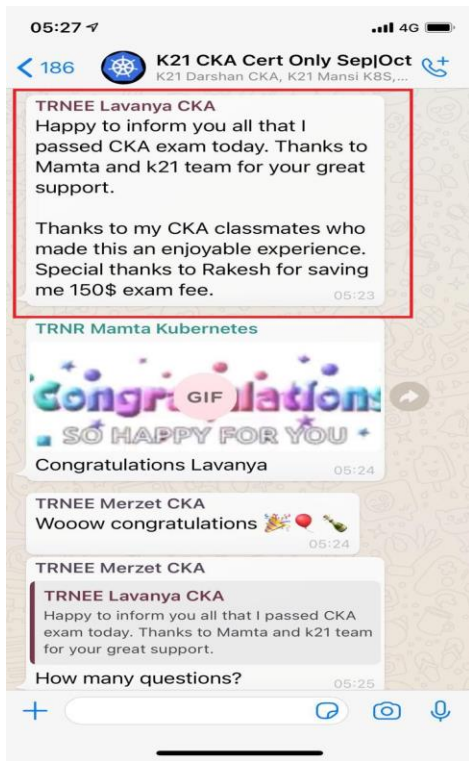 05:27
4G
186
K21 CKA Cert Only Sep|Oct
K21 Darshan CKA, K21 Mansi K8S,...
TRNEE Lavanya CKA
Happy to inform you all that I
passed CKA exam today. Thanks to
Mamta and k21 team for your great
support.
Thanks to my CKA classmates who
made this an enjoyable experience.
Special thanks to Rakesh for saving
me 150$ exam fee.
05:23
TRNR Mamta Kubernetes
Congratulations
GIF
SO HAPPY FOR YOU
Congratulations Lavanya
05:24
TRNEE Merzet CKA
Wooow congratulations 🎉🎈🍾
05:24
TRNEE Merzet CKA
TRNEE Lavanya CKA
Happy to inform you all that I passed CKA
exam today. Thanks to Mamta and k21 team
for your great support.
How many questions?
05:25